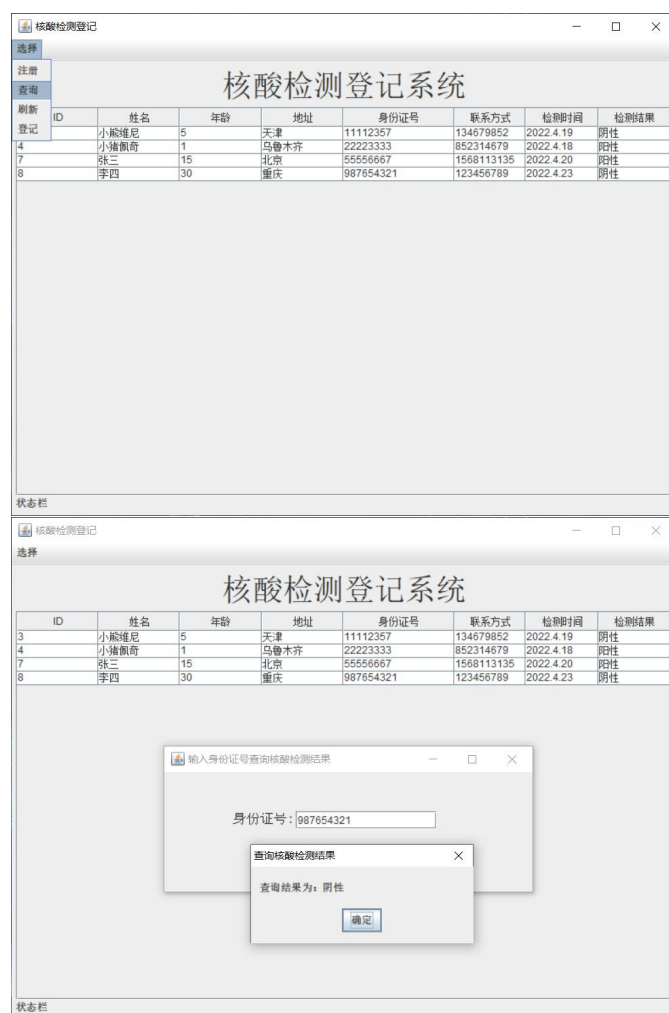 核酸检测登记
选择
注册
查询
刷新
登记
核酸检测登记系统
ID 姓名 年龄 地址 身份证号 联系方式 检测时间 检测结果
小熊维尼 5 天津 11112357 134679852 2022.4.19 阴性
4 小猪佩奇 1 乌鲁木齐 22223333 852314679 2022.4.18 阳性
7 张三 15 北京 55556667 1568113135 2022.4.20 阳性
8 李四 30 重庆 987654321 123456789 2022.4.23 阴性
状态栏
核酸检测登记
选择
核酸检测登记系统
ID 姓名 年龄 地址 身份证号 联系方式 检测时间 检测结果
3 小熊维尼 5 天津 11112357 134679852 2022.4.19 阴性
4 小猪佩奇 1 乌鲁木齐 22223333 852314679 2022.4.18 阳性
7 张三 15 北京 55556667 1568113135 2022.4.20 阳性
8 李四 30 重庆 987654321 123456789 2022.4.23 阴性
输入身份证号查询核酸检测结果
身份证号: 987654321
查询核酸检测结果
查询结果为：阴性
确定
状态栏